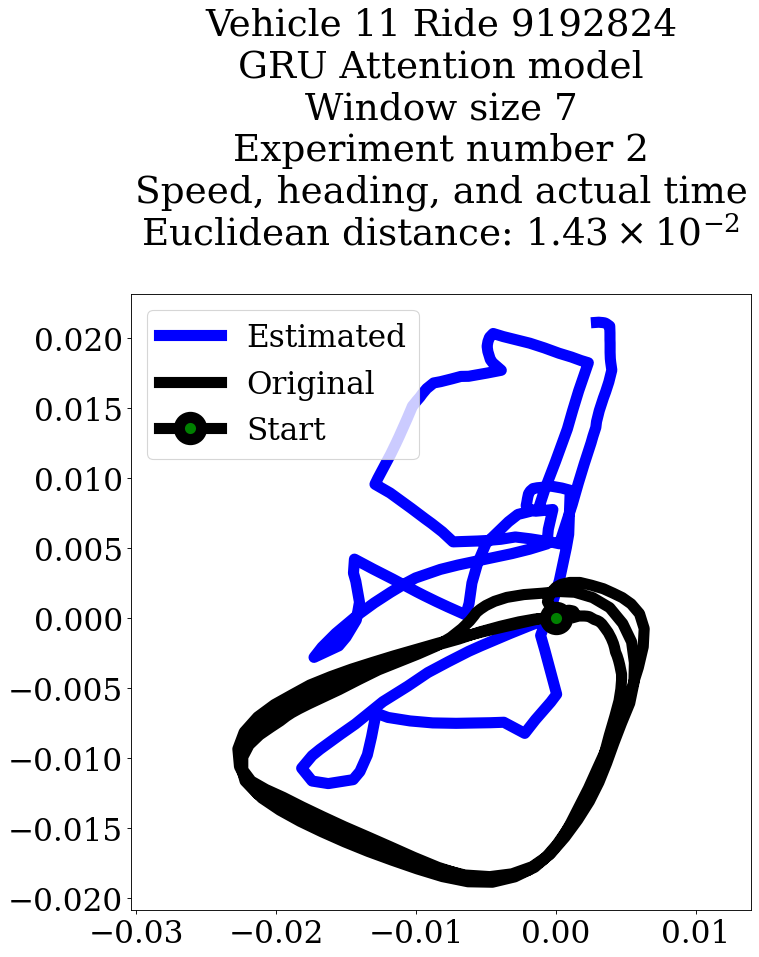 Vehicle 11 Ride 9192824
GRU Attention model
Window size 7
Experiment number 2
Speed, heading, and actual time
Euclidean distance: 1.43 × 10⁻²
Estimated
Original
Start
0.020
0.015
0.010
0.005
0.000
−0.005
−0.010
−0.015
−0.020
−0.03 −0.02 −0.01 0.00 0.01